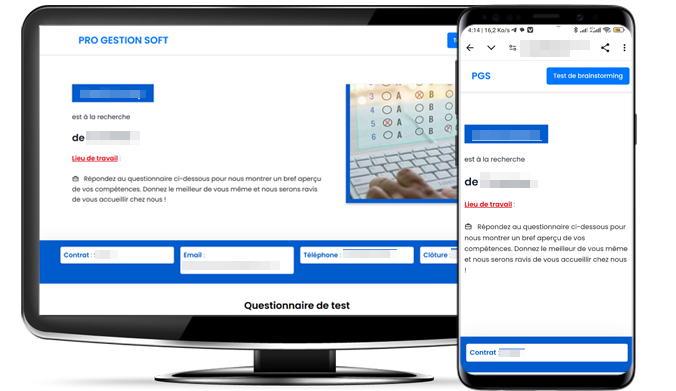 PRO GESTION SOFT
est à la recherche
de
Lieu de travail :
Répondez au questionnaire ci-dessous pour nous montrer un bref aperçu
de vos compétences. Donnez le meilleur de vous même et nous serons ravis
de vous accueillir chez nous !
3 A B
4 A B
5 A
6 A
Contrat :
Email :
Téléphone :
Clôture
Questionnaire de test
4:14 | 16,2 Ko/s
PGS
Test de brainstorming
est à la recherche
de
Lieu de travail :
Répondez au questionnaire ci-dessous pour
nous montrer un bref aperçu de vos
compétences. Donnez le meilleur de vous même
et nous serons ravis de vous accueillir chez nous
!
Contrat :